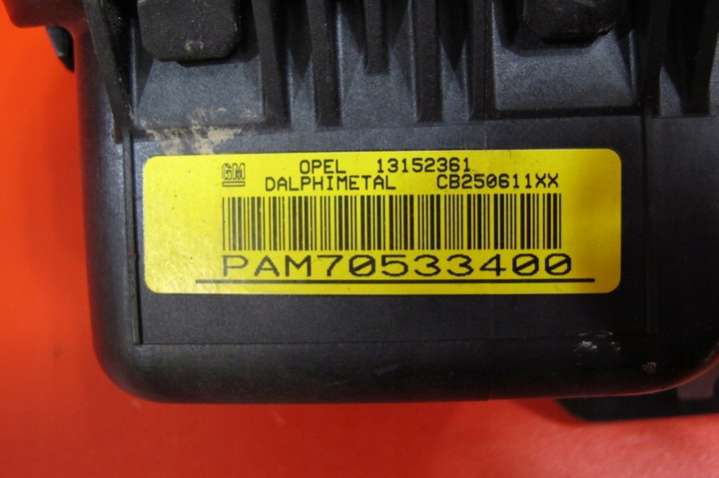 GM OPEL 13152361
DALPHIMETAL CB250611XX
PAM70533400